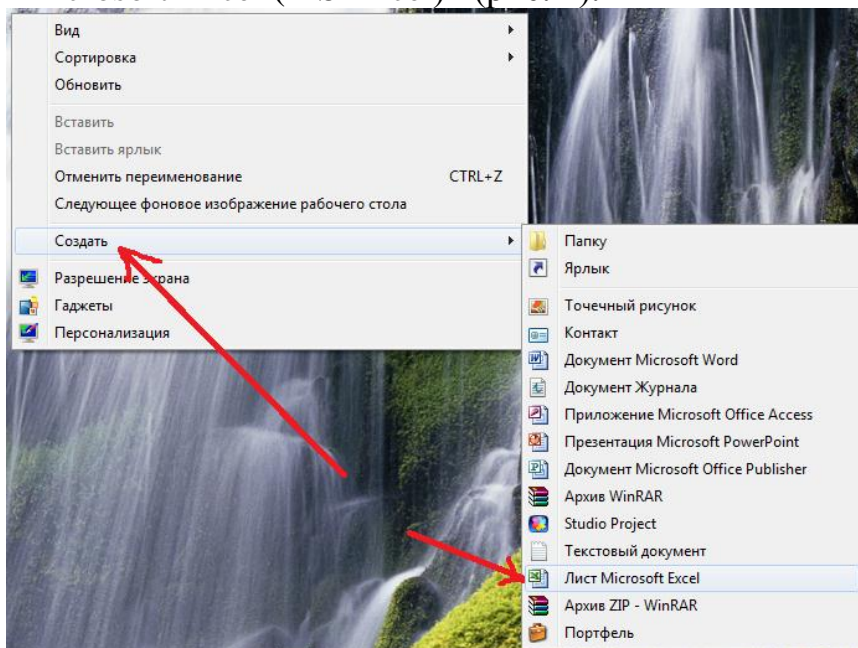 Вид
Сортировка
Обновить
Вставить
Вставить ярлык
Отменить переименование CTRL+Z
Следующее фоновое изображение рабочего стола
Создать
Разрешение экрана
Гаджеты
Персонализация
Папку
Ярлык
Точечный рисунок
Контакт
Документ Microsoft Word
Документ Журнала
Приложение Microsoft Office Access
Презентация Microsoft PowerPoint
Документ Microsoft Office Publisher
Архив WinRAR
Studio Project
Текстовый документ
Лист Microsoft Excel
Архив ZIP - WinRAR
Портфель